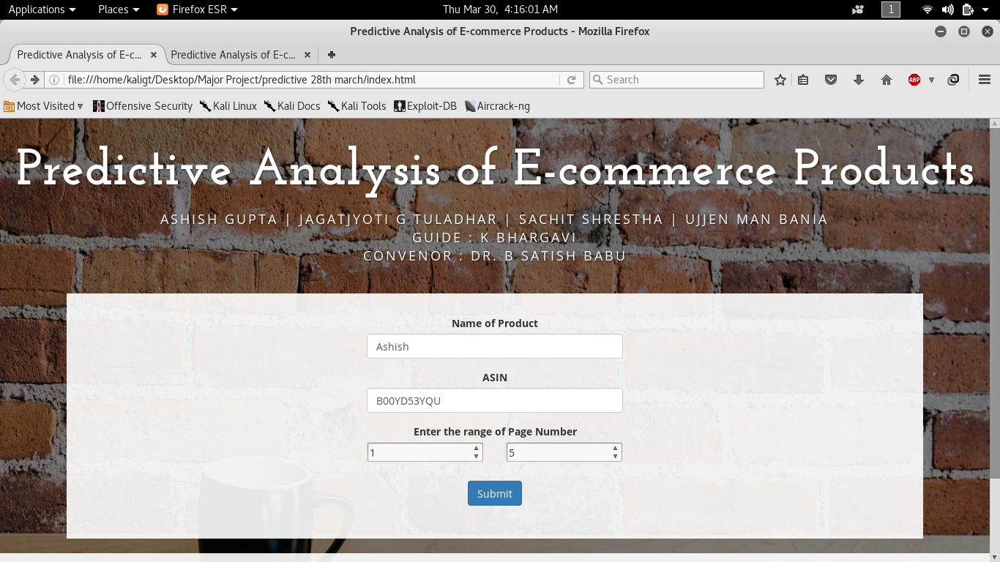 Applications Places Firefox ESR Thu Mar 30, 4:16:01 AM 1
Predictive Analysis of E-commerce Products - Mozilla Firefox
Predictive Analysis of E-c... Predictive Analysis of E-c...
file:///home/kaligt/Desktop/Major Project/predictive 28th march/index.html Search ABP
Most Visited Offensive Security Kali Linux Kali Docs Kali Tools Exploit-DB Aircrack-ng
Predictive Analysis of E-commerce Products
ASHISH GUPTA | JAGATJYOTI G TULADHAR | SACHIT SHRESTHA | UJJEN MAN BANIA
GUIDE : K BHARGAVI
CONVENOR : DR. B SATISH BABU
Name of Product
Ashish
ASIN
B00YD53YQU
Enter the range of Page Number
1 5
Submit